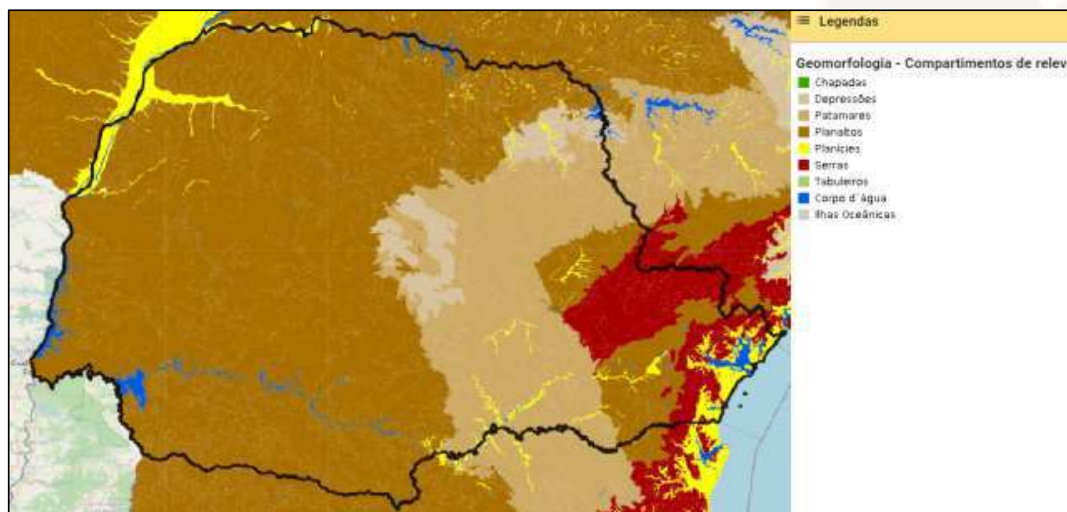 Legendas
Geomorfologia - Compartimentos de relev
Chapadas
Depressões
Patamares
Planaltos
Planícies
Serras
Tabuleiros
Corpo d´água
Ilhas Oceânicas